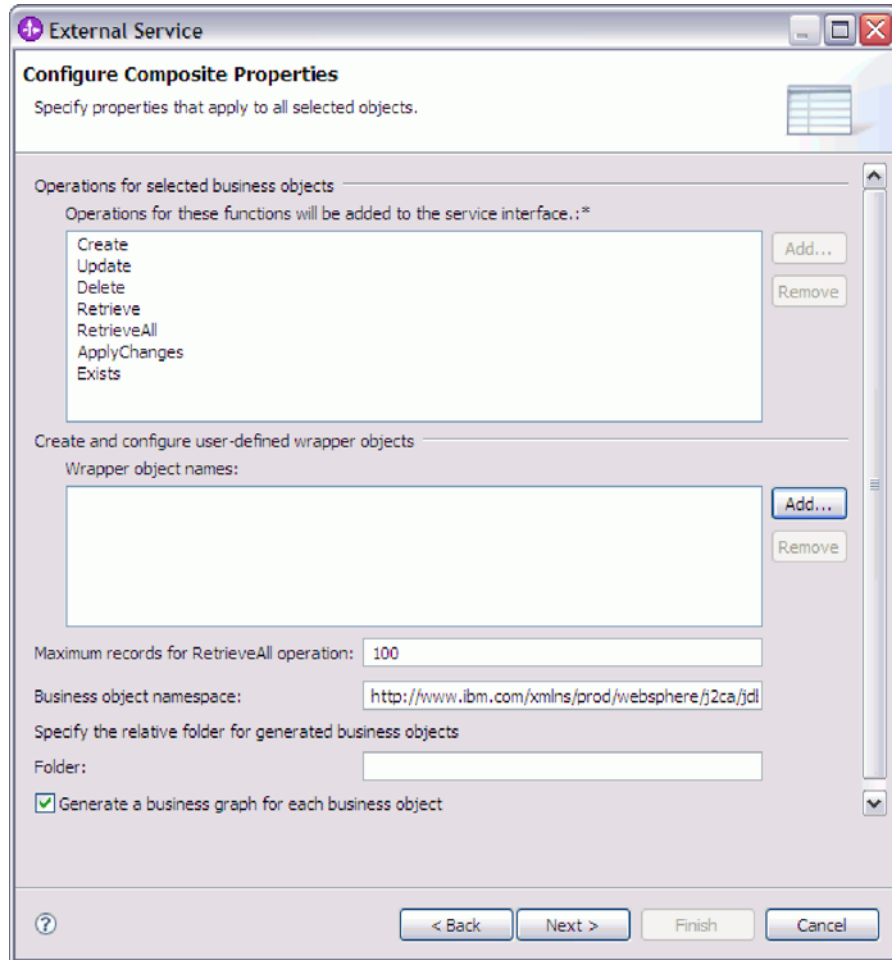 External Service
Configure Composite Properties
Specify properties that apply to all selected objects.
Operations for selected business objects
Operations for these functions will be added to the service interface.:*
Create
Update
Delete
Retrieve
RetrieveAll
ApplyChanges
Exists
Add...
Remove
Create and configure user-defined wrapper objects
Wrapper object names:
Add...
Remove
Maximum records for RetrieveAll operation: 100
Business object namespace: http://www.ibm.com/xmlns/prod/websphere/j2ca/jdl
Specify the relative folder for generated business objects
Folder:
Generate a business graph for each business object
? < Back Next > Finish Cancel